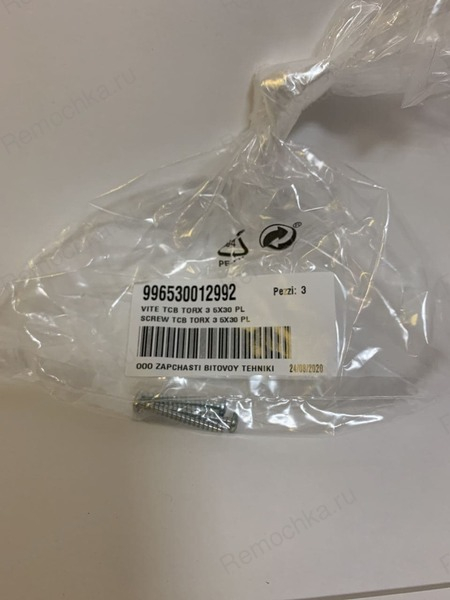 996530012992 Pezzi: 3
VITE TCB TORX 3 5X30 PL
SCREW TCB TORX 3 5X30 PL
OOO ZAPCHASTI BITOVOY TEHNIKI 24/08/2020
Remochka.ru
Remochka.ru